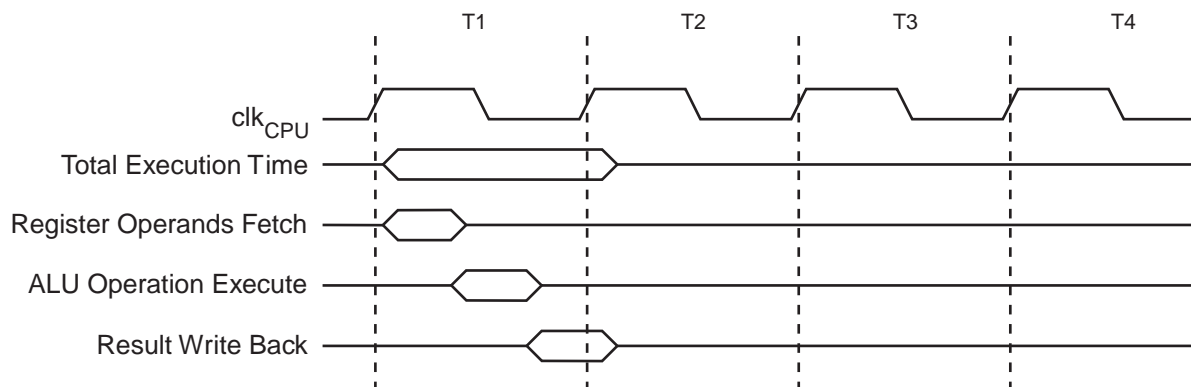 T1 T2 T3 T4
clkCPU
Total Execution Time
Register Operands Fetch
ALU Operation Execute
Result Write Back